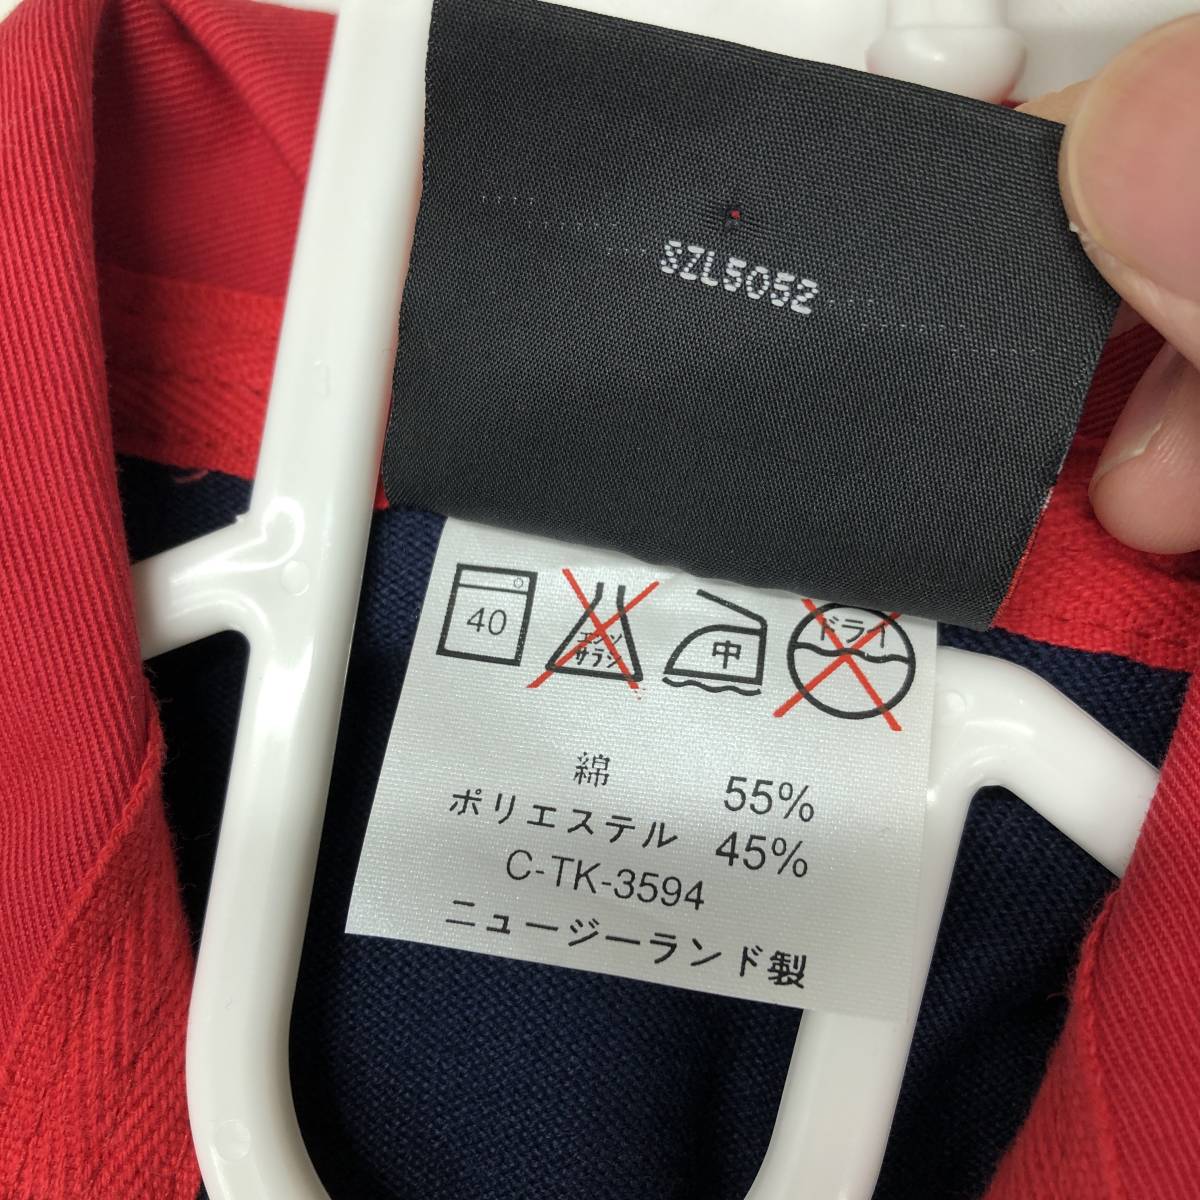 SZL5052
40
エンソ
サラシ
中
ドライ
綿 55%
ポリエステル 45%
C-TK-3594
ニュージーランド製